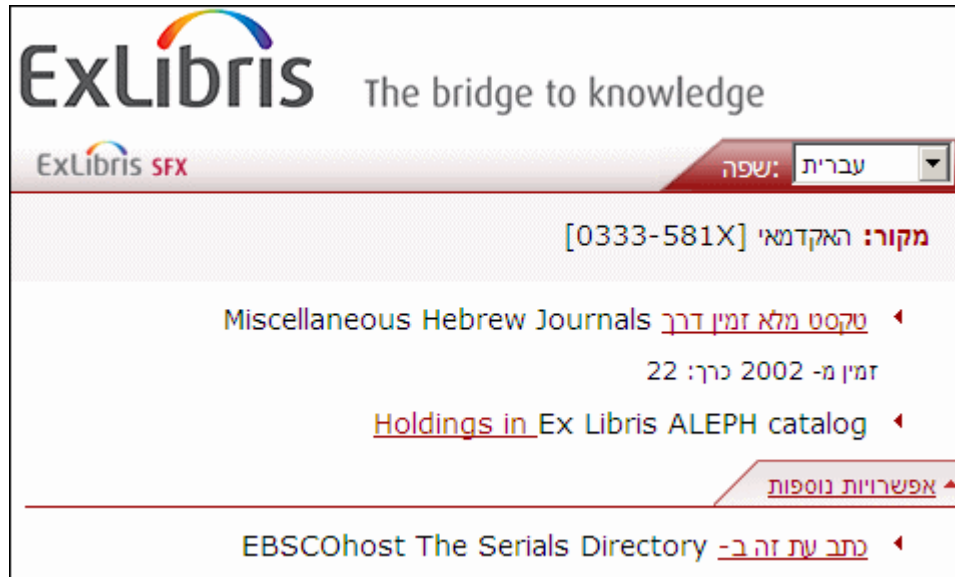 ExLibris The bridge to knowledge
ExLibris SFX
שפה: עברית
מקור: האקדמאי [0333-581X]
טקסט מלא זמין דרך Miscellaneous Hebrew Journals
זמין מ- 2002 כרך: 22
Holdings in Ex Libris ALEPH catalog
אפשרויות נוספות
כתב עת זה ב- EBSCOhost The Serials Directory